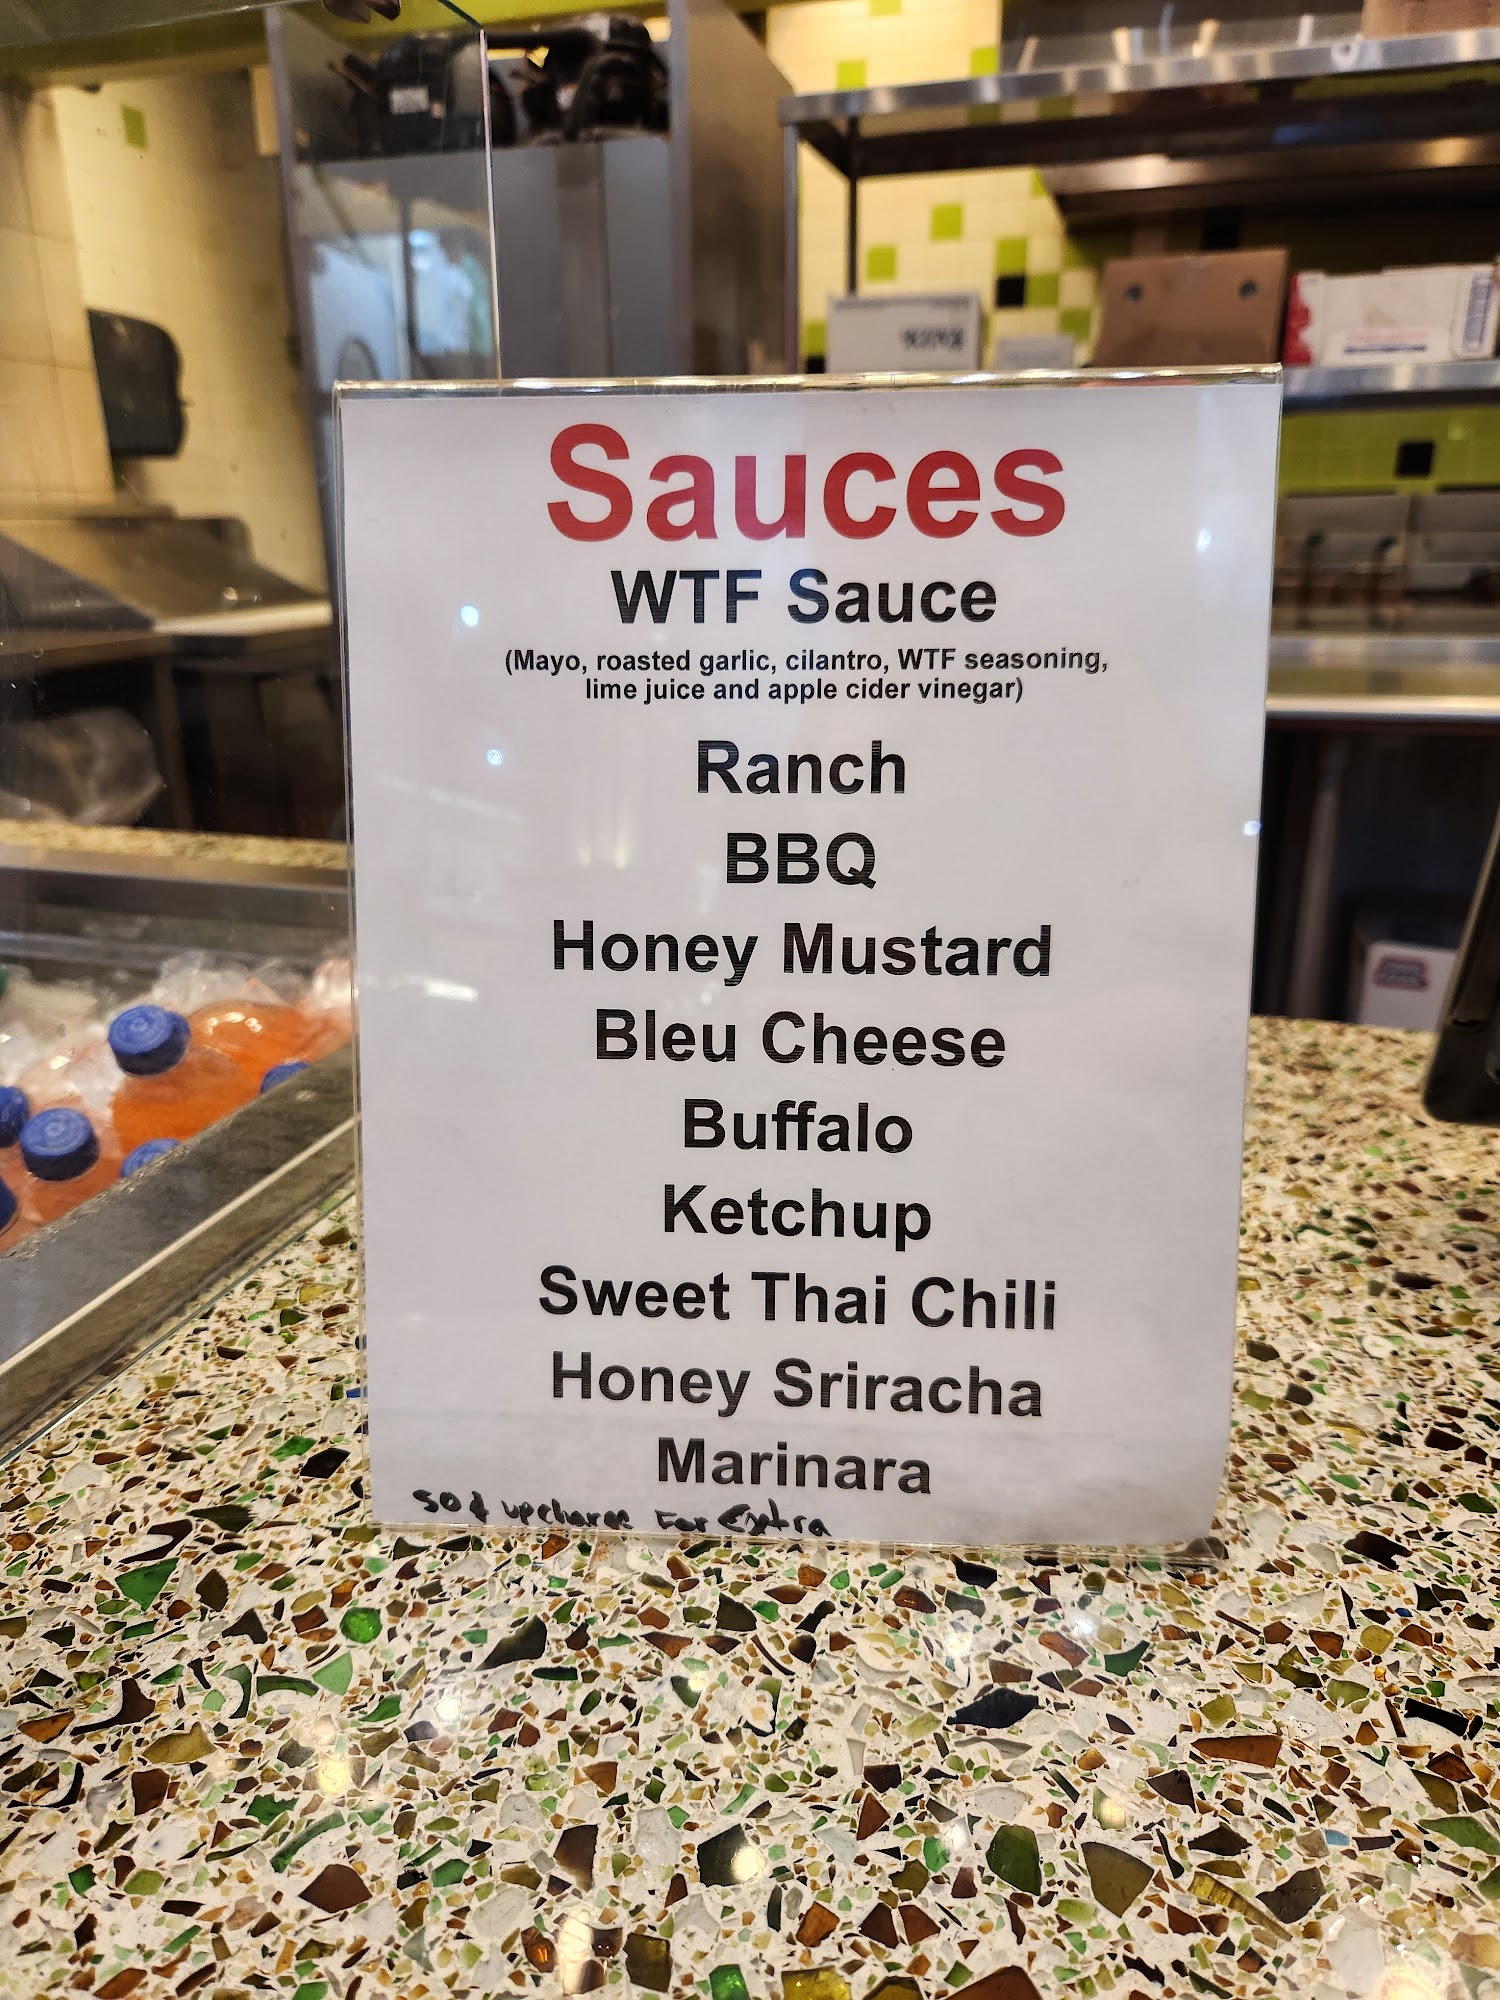 Sauces
WTF Sauce
(Mayo, roasted garlic, cilantro, WTF seasoning,
lime juice and apple cider vinegar)
Ranch
BBQ
Honey Mustard
Bleu Cheese
Buffalo
Ketchup
Sweet Thai Chili
Honey Sriracha
Marinara
50¢ upcharge For Extra